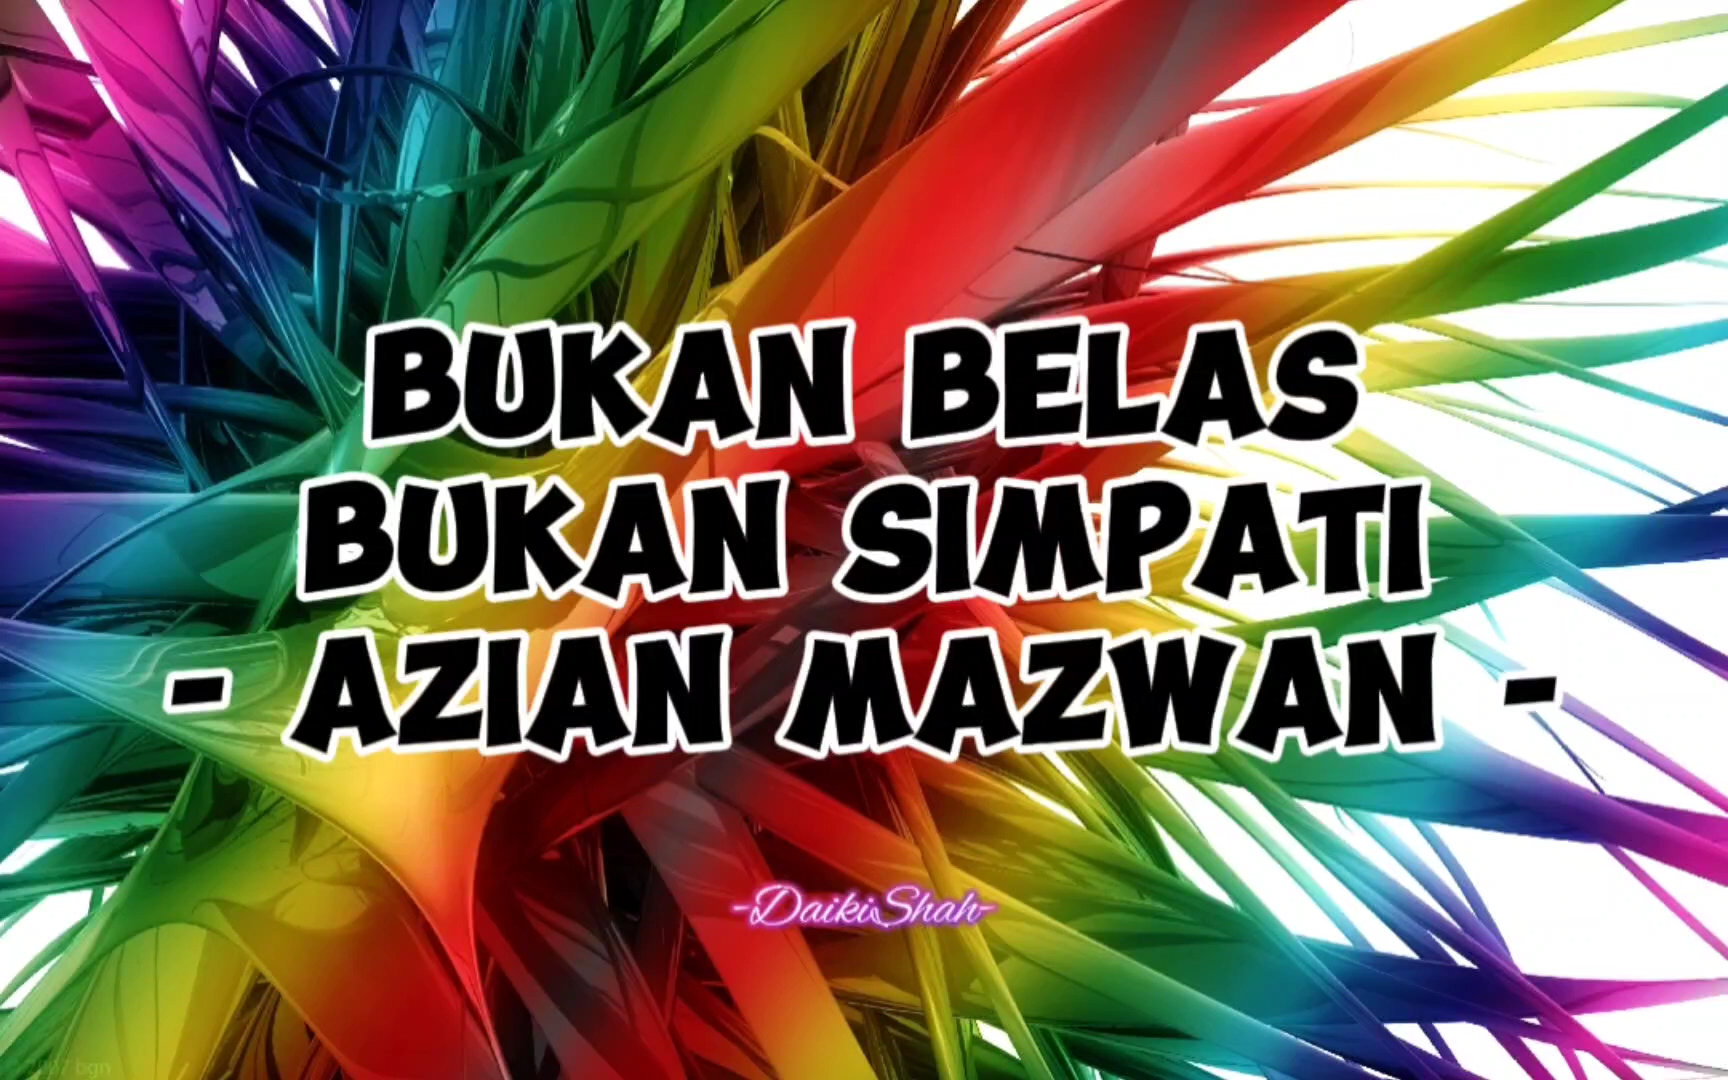 BUKAN BELAS
BUKAN SIMPATI
- AZIAN MAZWAN -
-DaikiShah-